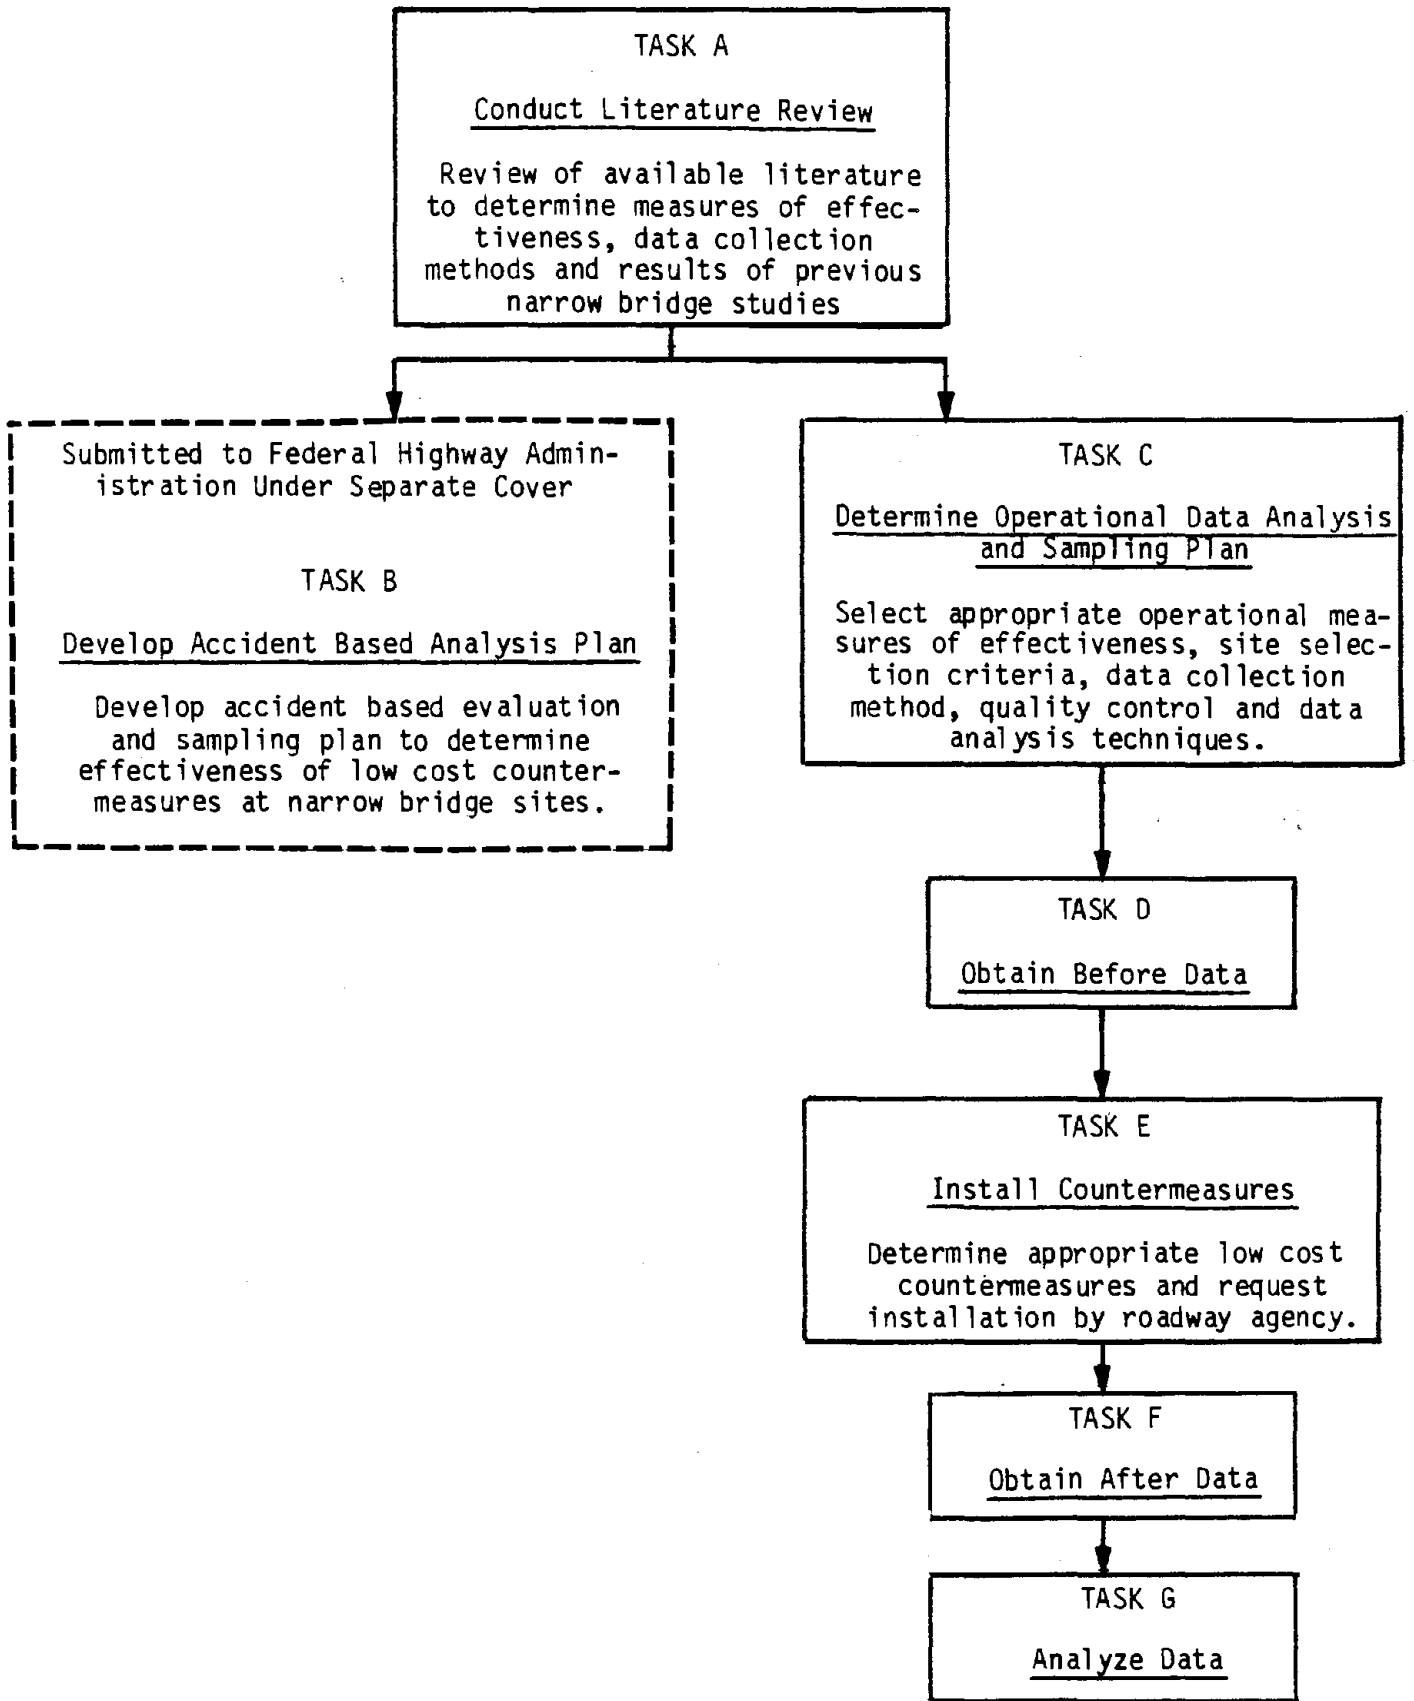 TASK A
Conduct Literature Review
Review of available literature
to determine measures of effec-
tiveness, data collection
methods and results of previous
narrow bridge studies
Submitted to Federal Highway Admin-
istration Under Separate Cover
TASK B
Develop Accident Based Analysis Plan
Develop accident based evaluation
and sampling plan to determine
effectiveness of low cost counter-
measures at narrow bridge sites.
TASK C
Determine Operational Data Analysis
and Sampling Plan
Select appropriate operational mea-
sures of effectiveness, site selec-
tion criteria, data collection
method, quality control and data
analysis techniques.
TASK D
Obtain Before Data
TASK E
Install Countermeasures
Determine appropriate low cost
countermeasures and request
installation by roadway agency.
TASK F
Obtain After Data
TASK G
Analyze Data